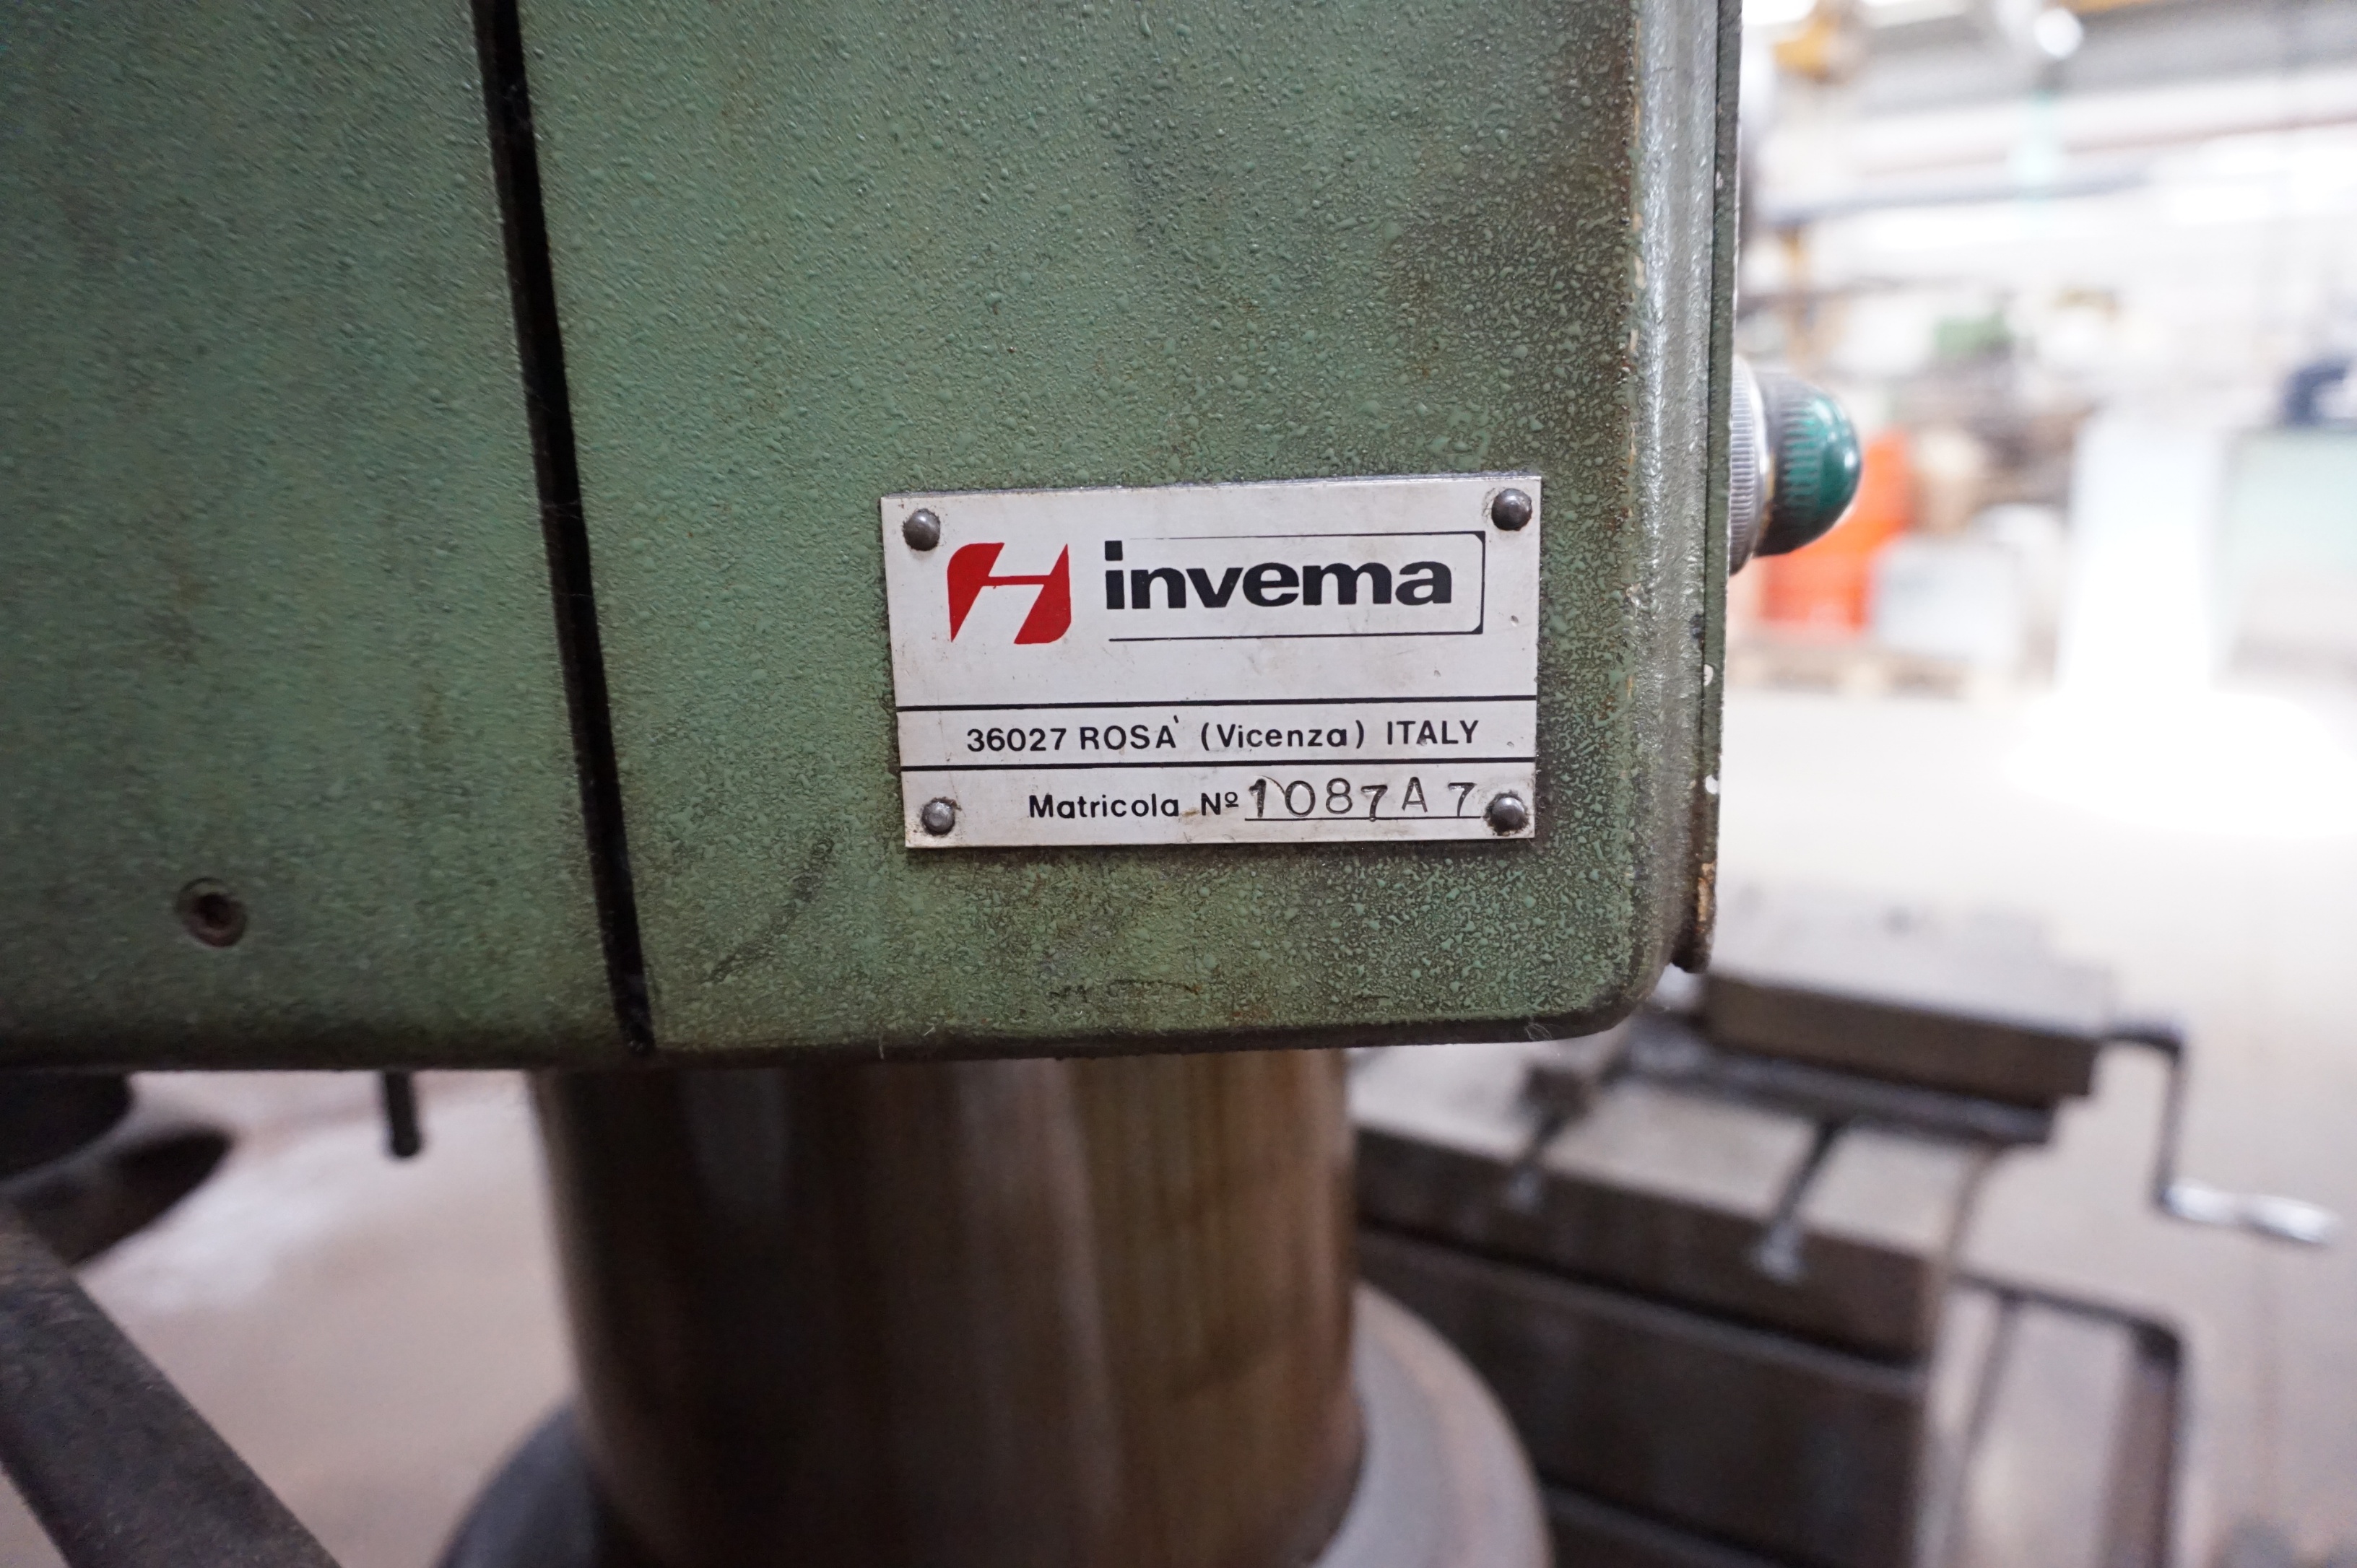 invema
36027 ROSA' (Vicenza) ITALY
Matricola Nº 1087A7